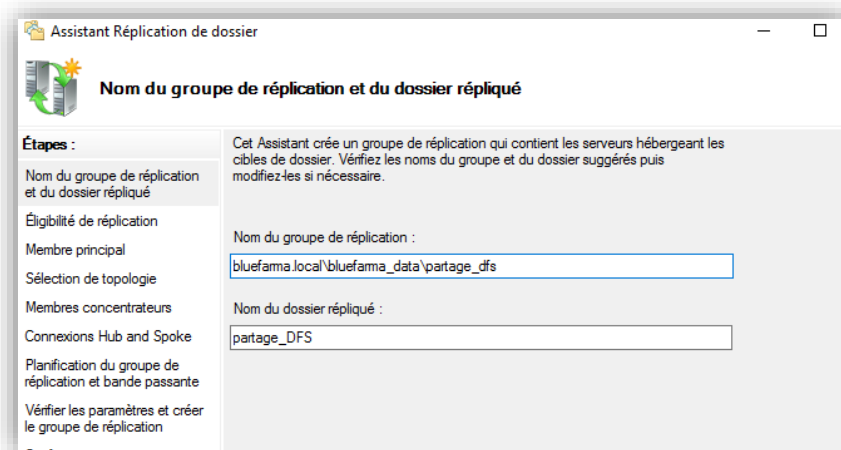 Assistant Réplication de dossier
Nom du groupe de réplication et du dossier répliqué
Étapes :
Nom du groupe de réplication
et du dossier répliqué
Éligibilité de réplication
Membre principal
Sélection de topologie
Membres concentrateurs
Connexions Hub and Spoke
Planification du groupe de
réplication et bande passante
Vérifier les paramètres et créer
le groupe de réplication
Cet Assistant crée un groupe de réplication qui contient les serveurs hébergeant les
cibles de dossier. Vérifiez les noms du groupe et du dossier suggérés puis
modifiez-les si nécessaire.
Nom du groupe de réplication :
bluefarma.local\bluefarma_data\partage_dfs
Nom du dossier répliqué :
partage_DFS